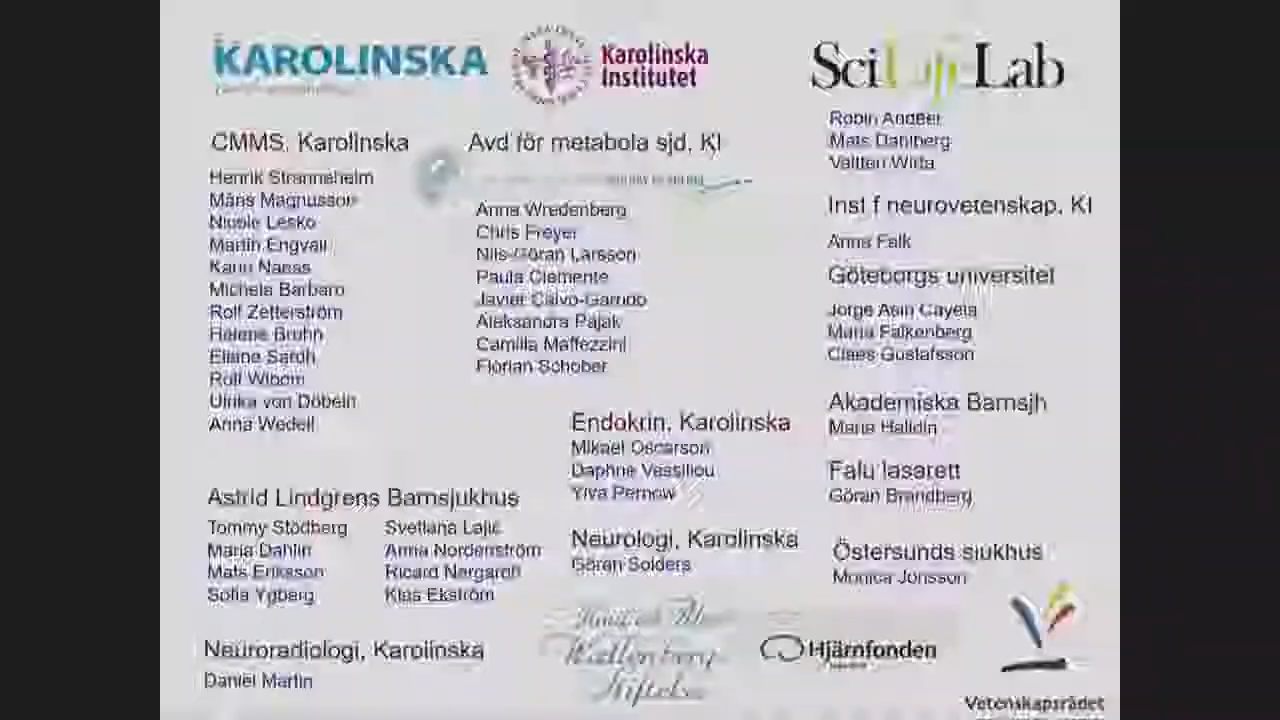 KAROLINSKA
Karolinska
Institutet
SciLifeLab
CMMS, Karolinska
Henrik Stranneheim
Måns Magnusson
Nicole Lesko
Martin Engvall
Karin Naess
Michela Barbaro
Rolf Zetterström
Helene Bruhn
Eliane Sardh
Rolf Wibom
Ulrika von Döbeln
Anna Wedell
Avd för metabola sjd, KI
Anna Wredenberg
Chris Freyer
Nils-Göran Larsson
Paula Clemente
Javier Calvo-Garrido
Aleksandra Pajak
Camilla Maffezzini
Florian Schober
Robin Andeer
Mats Dahlberg
Valtteri Wirta
Inst f neurovetenskap, KI
Anna Falk
Göteborgs universitet
Jorge Asin Cayela
Maria Falkenberg
Claes Gustafsson
Akademiska Barnsjh
Maria Halldin
Falu lasarett
Göran Brandberg
Östersunds sjukhus
Monica Jonsson
Endokrin, Karolinska
Mikael Oscarson
Daphne Vassiliou
Ylva Pernow
Neurologi, Karolinska
Göran Solders
Astrid Lindgrens Barnsjukhus
Tommy Stödberg
Maria Dahlin
Mats Eriksson
Sofia Ygberg
Svetlana Lajic
Anna Nordenström
Ricard Nergårdh
Klas Ekström
Neuroradiologi, Karolinska
Daniel Martin
Wallenbergs
Stiftelse
Hjärnfonden
Vetenskapsrådet